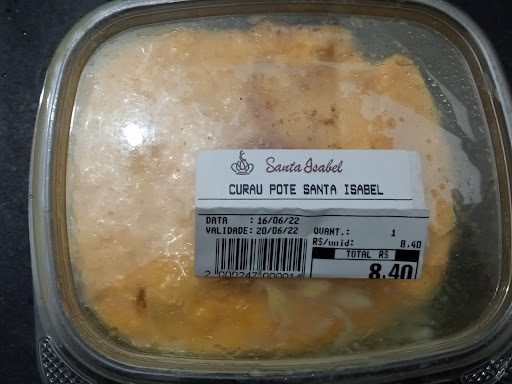 Santa Isabel
CURAU POTE SANTA ISABEL
DATA : 16/06/22
VALIDADE: 20/06/22
QUANT.: 1
R$/unid: 8.40
TOTAL R$
8.40